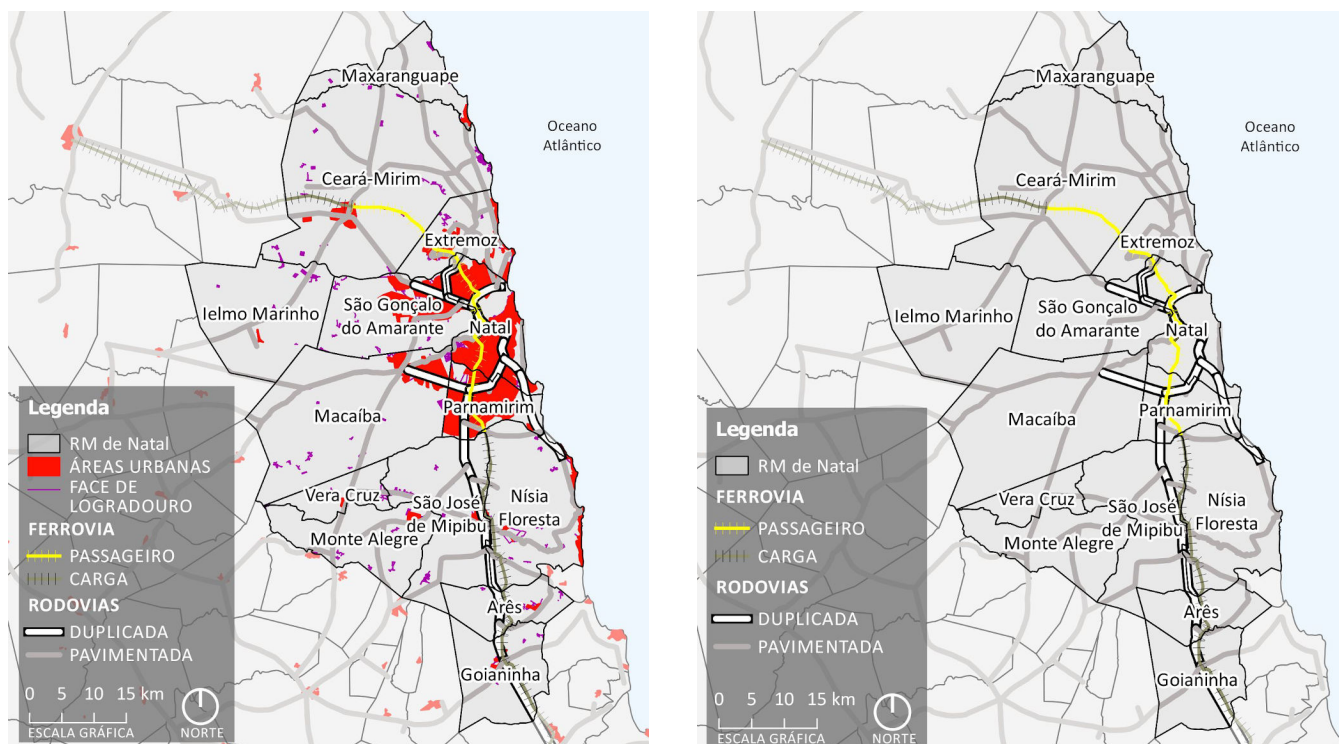 Maxaranguape
Oceano
Atlântico
Ceará-Mirim
Extremoz
São Gonçalo
do Amarante
Ielmo Marinho
Natal
Macaíba
Parnamirim
Vera Cruz
São José
de Mipibu
Nísia
Floresta
Monte Alegre
Arês
Goianinha
Legenda
RM de Natal
ÁREAS URBANAS
FACE DE
LOGRADOURO
FERROVIA
PASSAGEIRO
CARGA
RODOVIAS
DUPLICADA
PAVIMENTADA
0 5 10 15 km
ESCALA GRÁFICA
NORTE
Maxaranguape
Oceano
Atlântico
Ceará-Mirim
Extremoz
São Gonçalo
do Amarante
Ielmo Marinho
Natal
Macaíba
Parnamirim
Vera Cruz
São José
de Mipibu
Nísia
Floresta
Monte Alegre
Arês
Goianinha
Legenda
RM de Natal
FERROVIA
PASSAGEIRO
CARGA
RODOVIAS
DUPLICADA
PAVIMENTADA
0 5 10 15 km
ESCALA GRÁFICA
NORTE